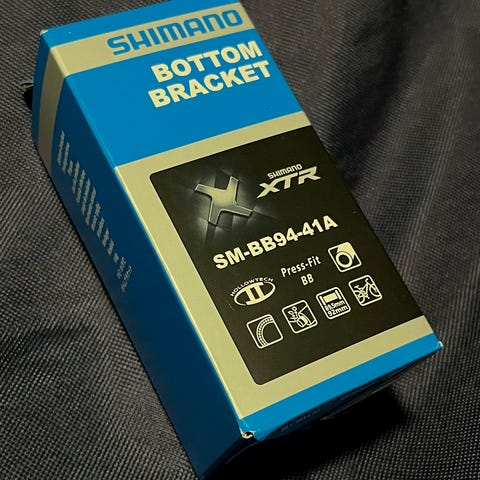 SHIMANO
BOTTOM
BRACKET
SHIMANO
XTR
SM-BB94-41A
HOLLOWTECH
II
Press-Fit
BB
89.5mm
92mm